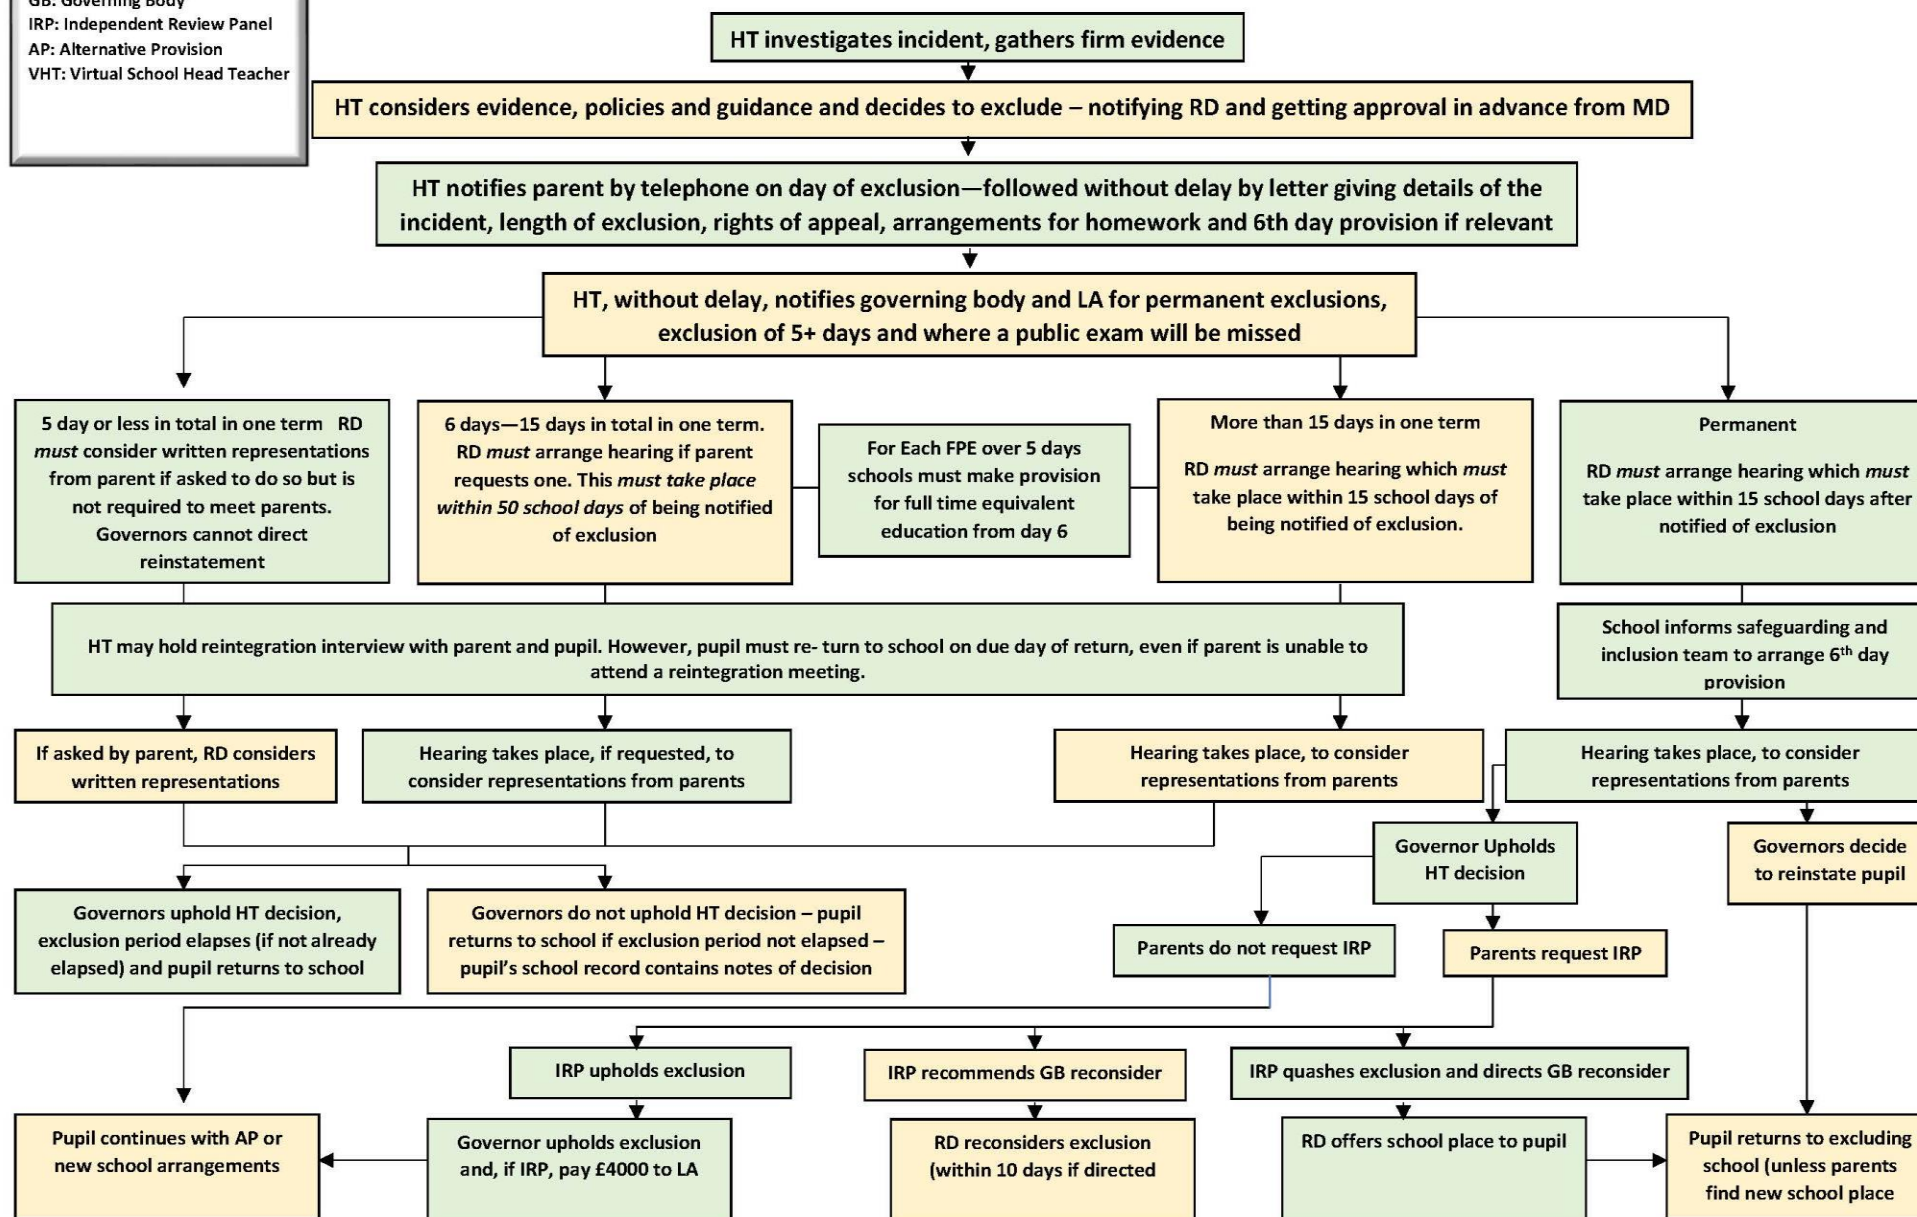 GB: Governing Body
IRP: Independent Review Panel
AP: Alternative Provision
VHT: Virtual School Head Teacher
HT investigates incident, gathers firm evidence
HT considers evidence, policies and guidance and decides to exclude – notifying RD and getting approval in advance from MD
HT notifies parent by telephone on day of exclusion—followed without delay by letter giving details of the
incident, length of exclusion, rights of appeal, arrangements for homework and 6th day provision if relevant
HT, without delay, notifies governing body and LA for permanent exclusions,
exclusion of 5+ days and where a public exam will be missed
5 day or less in total in one term RD
must consider written representations
from parent if asked to do so but is
not required to meet parents.
Governors cannot direct
reinstatement
6 days—15 days in total in one term.
RD must arrange hearing if parent
requests one. This must take place
within 50 school days of being notified
of exclusion
For Each FPE over 5 days
schools must make provision
for full time equivalent
education from day 6
More than 15 days in one term
RD must arrange hearing which must
take place within 15 school days of
being notified of exclusion.
Permanent
RD must arrange hearing which must
take place within 15 school days after
notified of exclusion
HT may hold reintegration interview with parent and pupil. However, pupil must re- turn to school on due day of return, even if parent is unable to
attend a reintegration meeting.
School informs safeguarding and
inclusion team to arrange 6th day
provision
If asked by parent, RD considers
written representations
Hearing takes place, if requested, to
consider representations from parents
Hearing takes place, to consider
representations from parents
Hearing takes place, to consider
representations from parents
Governor Upholds
HT decision
Governors decide
to reinstate pupil
Governors uphold HT decision,
exclusion period elapses (if not already
elapsed) and pupil returns to school
Governors do not uphold HT decision – pupil
returns to school if exclusion period not elapsed –
pupil's school record contains notes of decision
Parents do not request IRP
Parents request IRP
IRP upholds exclusion
IRP recommends GB reconsider
IRP quashes exclusion and directs GB reconsider
Pupil continues with AP or
new school arrangements
Governor upholds exclusion
and, if IRP, pay £4000 to LA
RD reconsiders exclusion
(within 10 days if directed
RD offers school place to pupil
Pupil returns to excluding
school (unless parents
find new school place